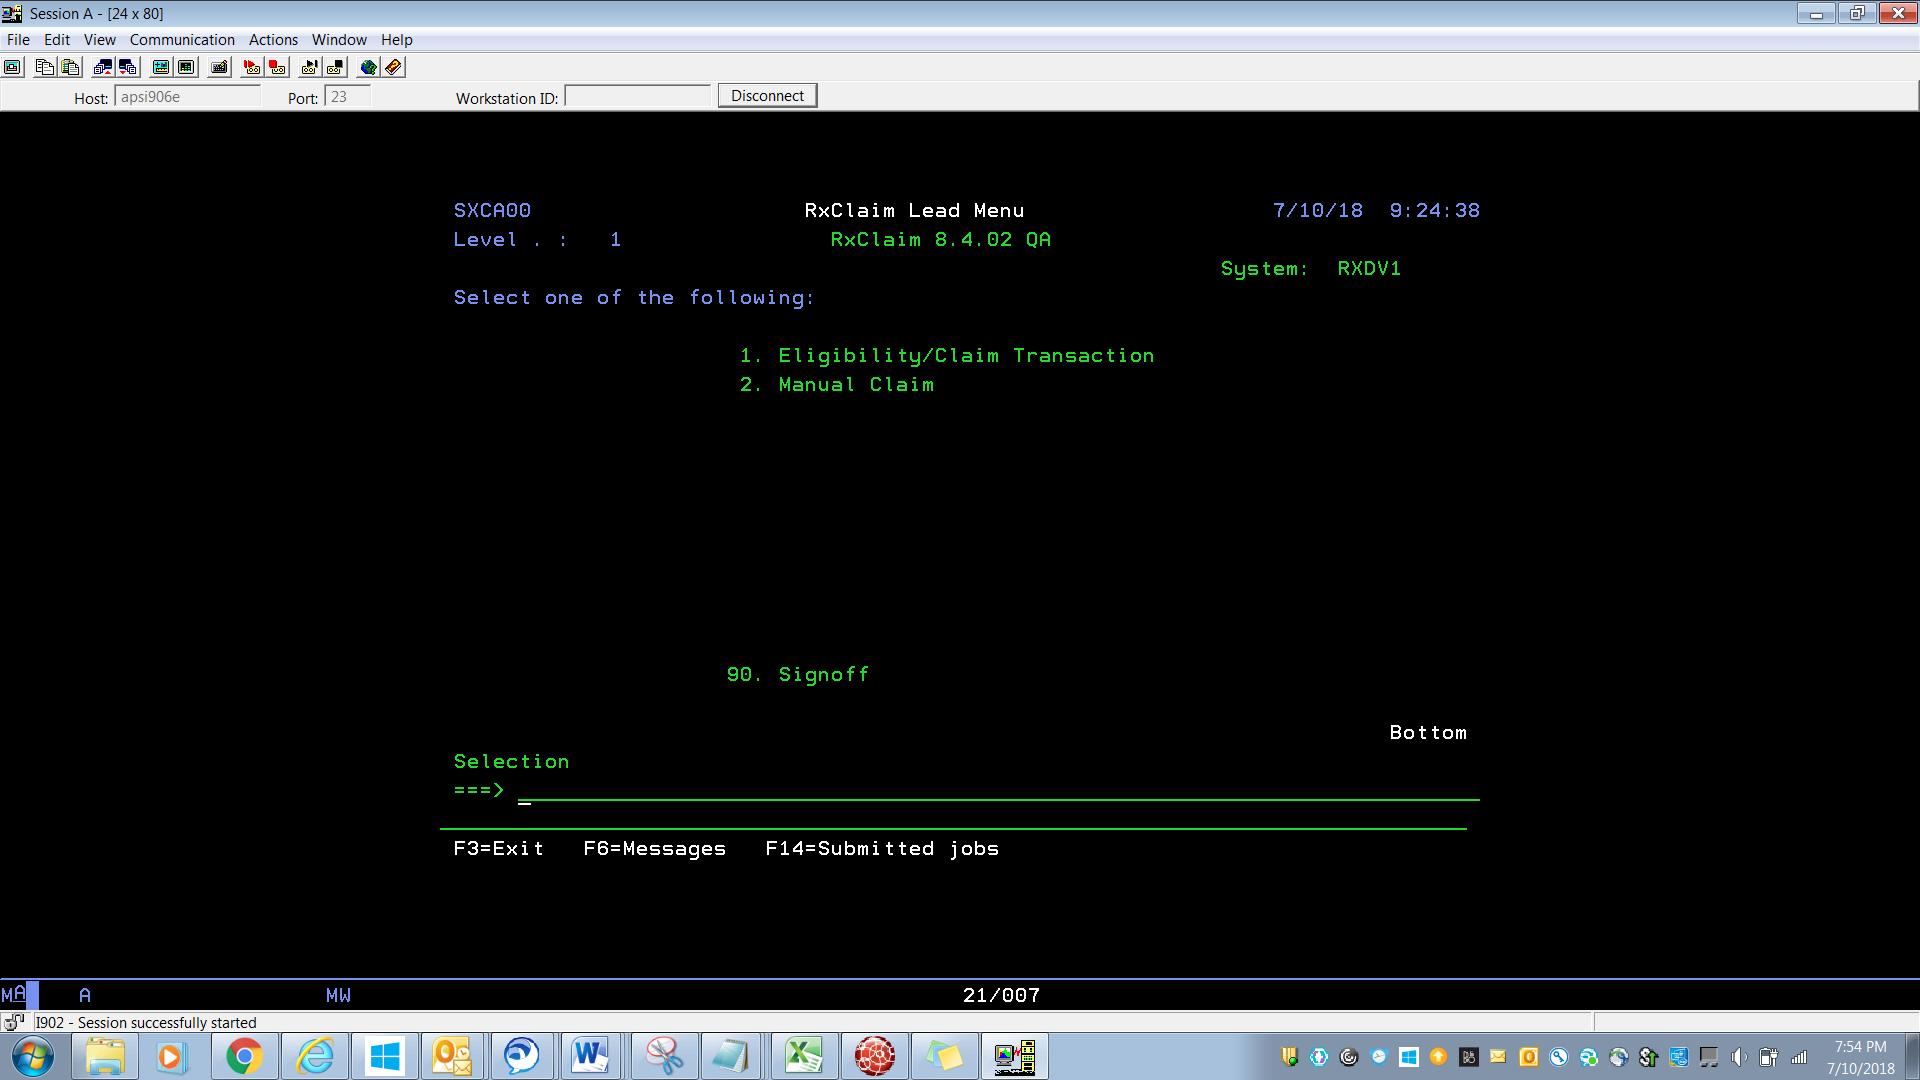 Session A - [24 x 80]
File Edit View Communication Actions Window Help
Host: apsi906e Port: 23 Workstation ID: Disconnect
SXCA00 RxClaim Lead Menu 7/10/18 9:24:38
Level . : 1 RxClaim 8.4.02 QA
System: RXDV1
Select one of the following:
1. Eligibility/Claim Transaction
2. Manual Claim
90. Signoff
Bottom
Selection
===>
F3=Exit F6=Messages F14=Submitted jobs
MA A MW 21/007
I902 - Session successfully started
7:54 PM
7/10/2018